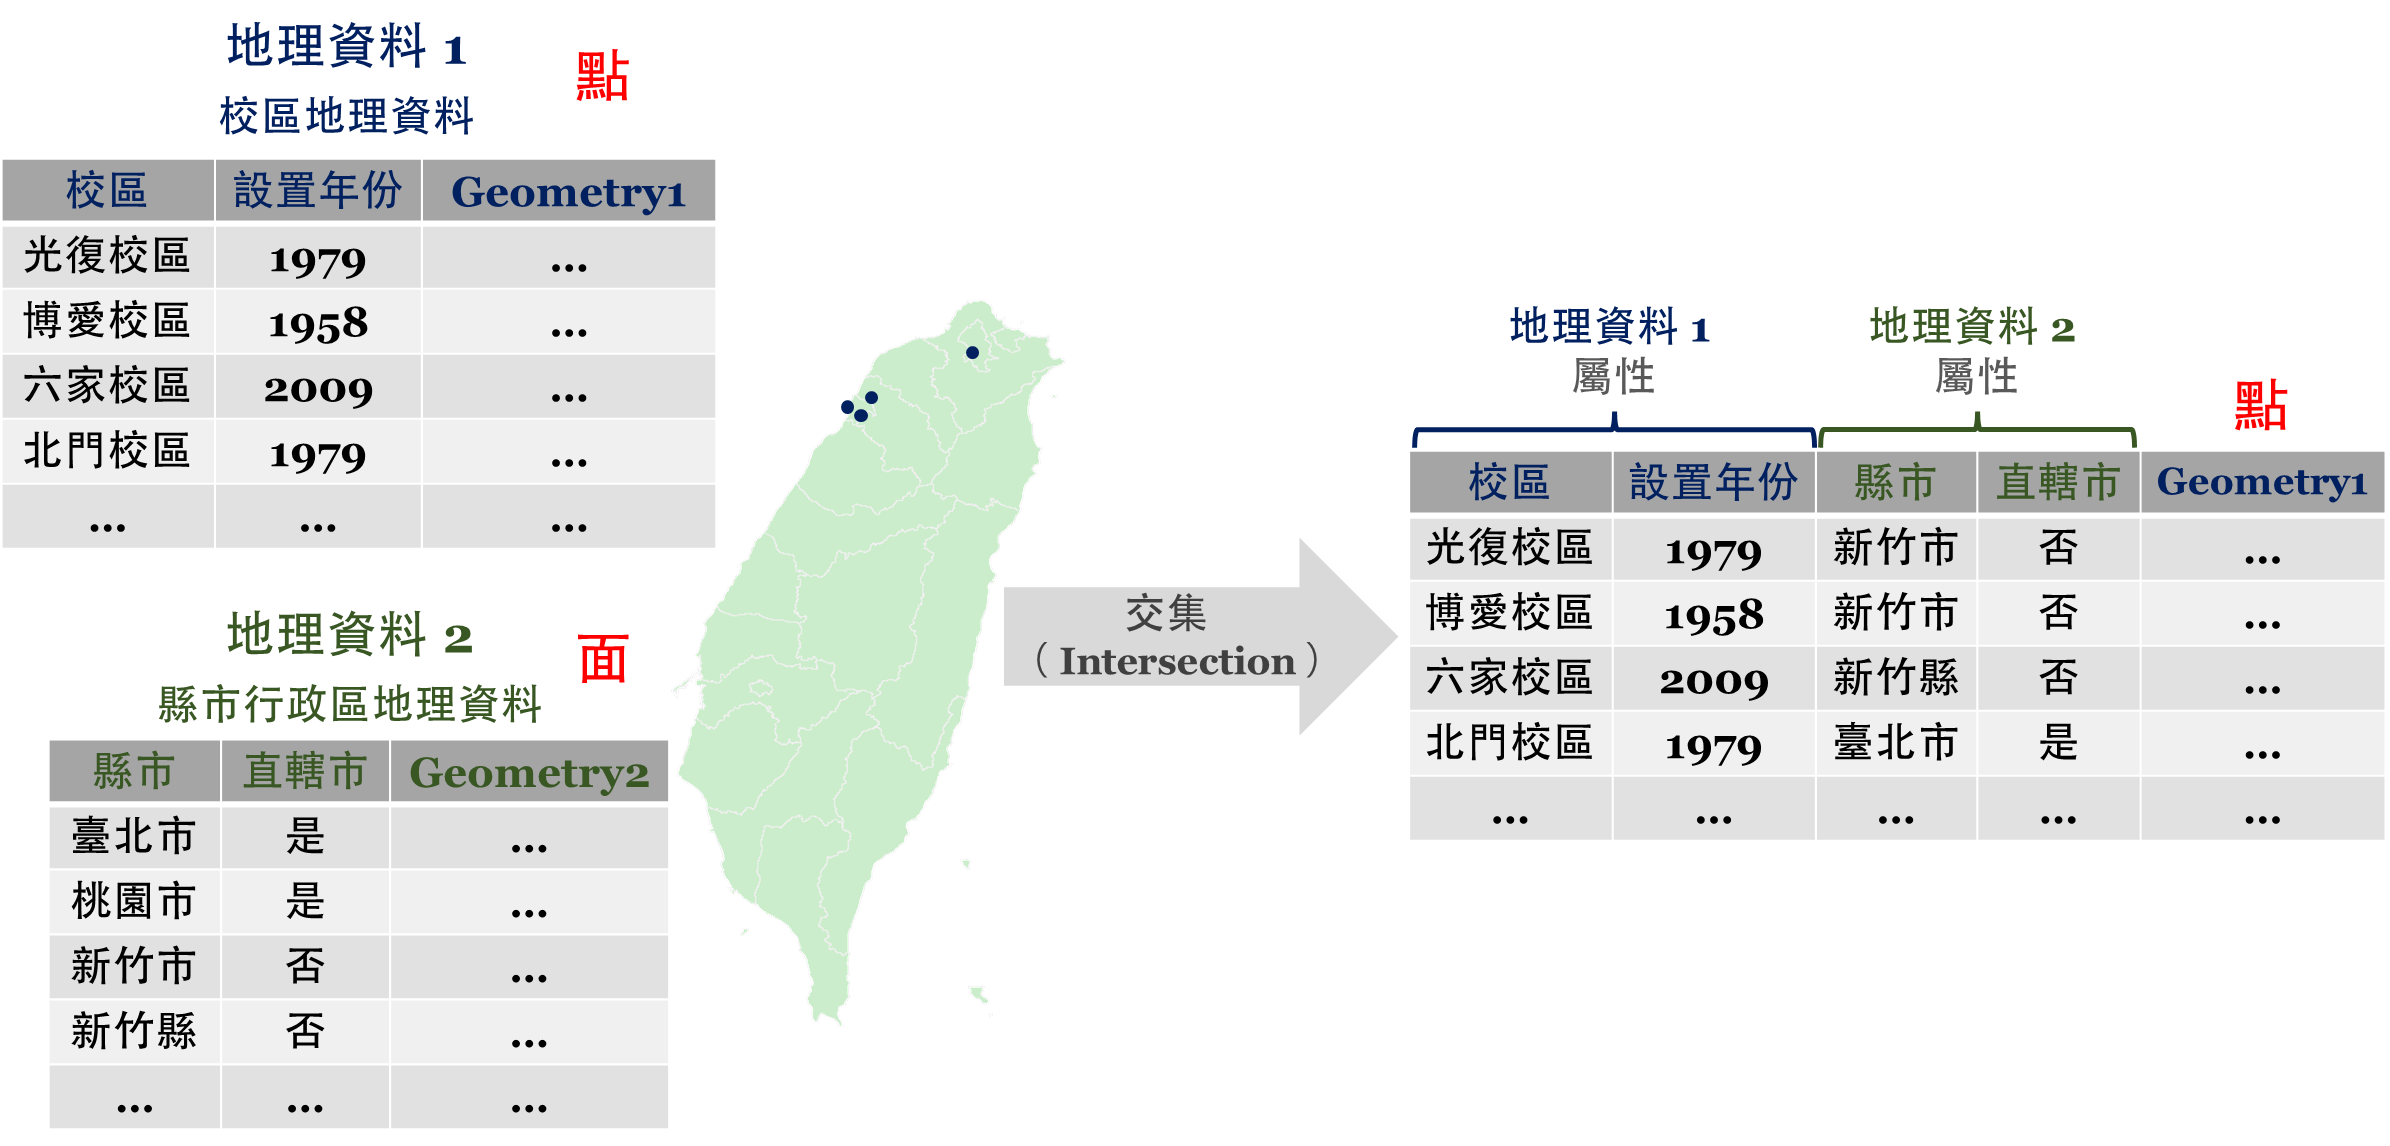 地理資料 1
點
校區地理資料
校區 設置年份 Geometry1
光復校區 1979 ...
博愛校區 1958 ...
六家校區 2009 ...
北門校區 1979 ...
... ... ...
地理資料 2
面
縣市行政區地理資料
縣市 直轄市 Geometry2
臺北市 是 ...
桃園市 是 ...
新竹市 否 ...
新竹縣 否 ...
... ... ...
交集
（Intersection）
地理資料 1 地理資料 2
屬性 屬性
點
校區 設置年份 縣市 直轄市 Geometry1
光復校區 1979 新竹市 否 ...
博愛校區 1958 新竹市 否 ...
六家校區 2009 新竹縣 否 ...
北門校區 1979 臺北市 是 ...
... ... ... ... ...